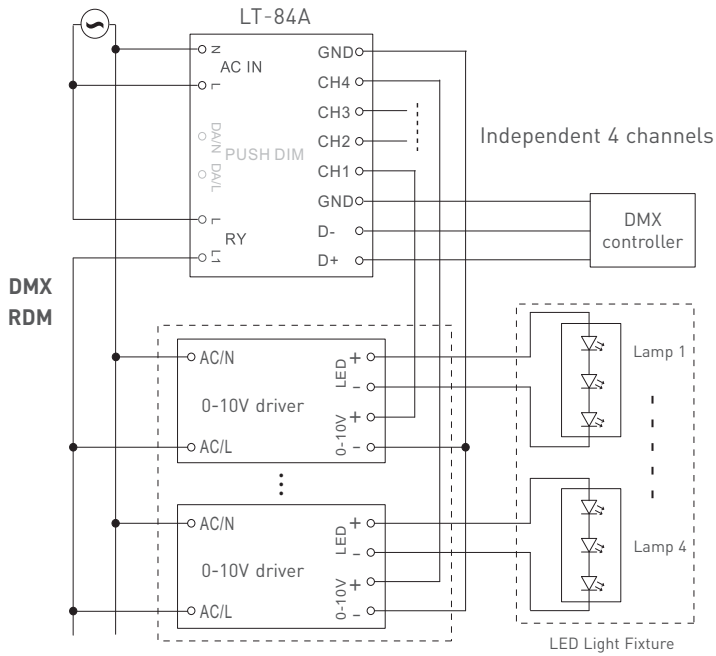 LT-84A
N
AC IN
L
DA/N
DA/L
PUSH DIM
L
RY
L1
GND
CH4
CH3
CH2
CH1
GND
D-
D+
Independent 4 channels
DMX
controller
DMX
RDM
AC/N
0-10V driver
AC/L
LED
+
-
0-10V
+
-
Lamp 1
AC/N
0-10V driver
AC/L
LED
+
-
0-10V
+
-
Lamp 4
LED Light Fixture